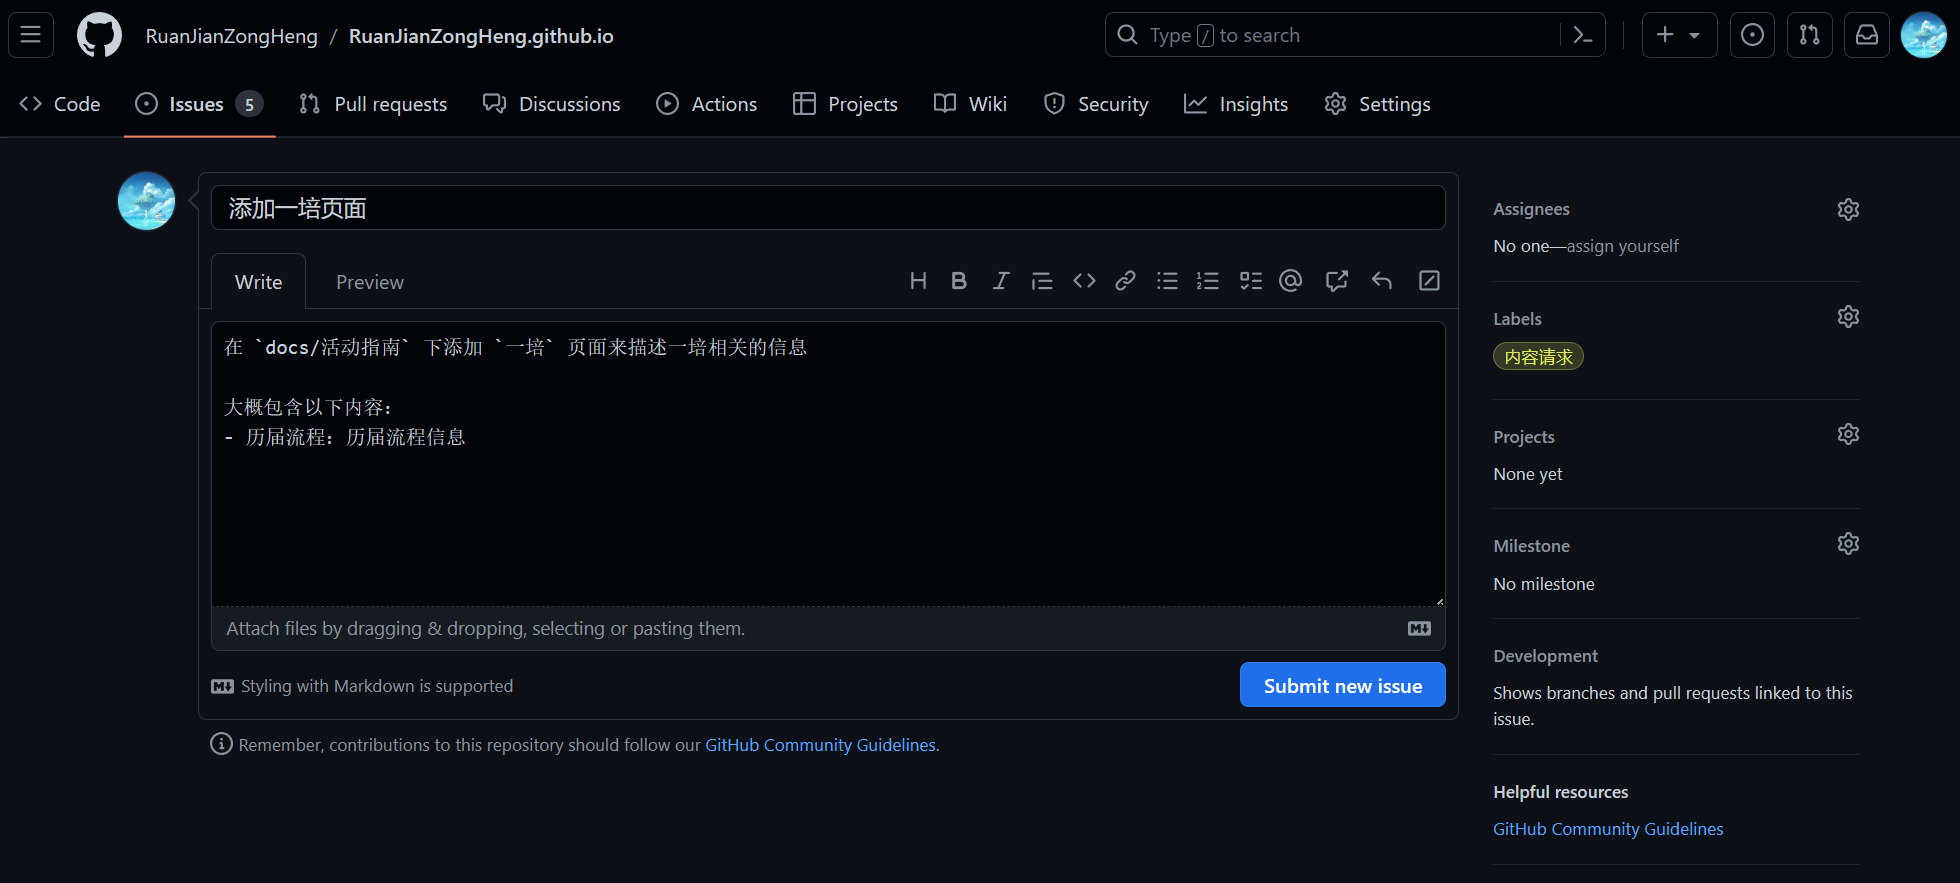 RuanJianZongHeng / RuanJianZongHeng.github.io
Type / to search
Code
Issues 5
Pull requests
Discussions
Actions
Projects
Wiki
Security
Insights
Settings
添加一培页面
Write
Preview
在 `docs/活动指南` 下添加 `一培` 页面来描述一培相关的信息
大概包含以下内容：
- 历届流程：历届流程信息
Attach files by dragging & dropping, selecting or pasting them.
Styling with Markdown is supported
Submit new issue
Remember, contributions to this repository should follow our GitHub Community Guidelines.
Assignees
No one—assign yourself
Labels
内容请求
Projects
None yet
Milestone
No milestone
Development
Shows branches and pull requests linked to this
issue.
Helpful resources
GitHub Community Guidelines